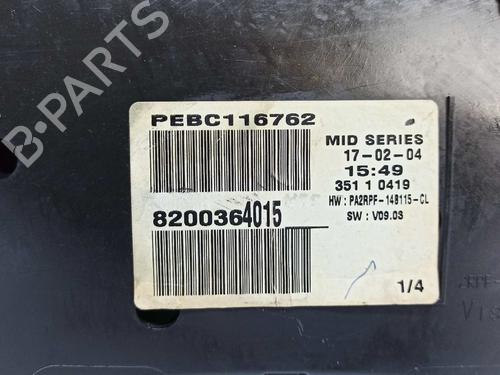 PEBC116762
MID SERIES
17-02-04
15:49
351 1 0419
HW : PA2RPF-14B115-CL
SW : V09.03
8200364015
1/4
B-PARTS